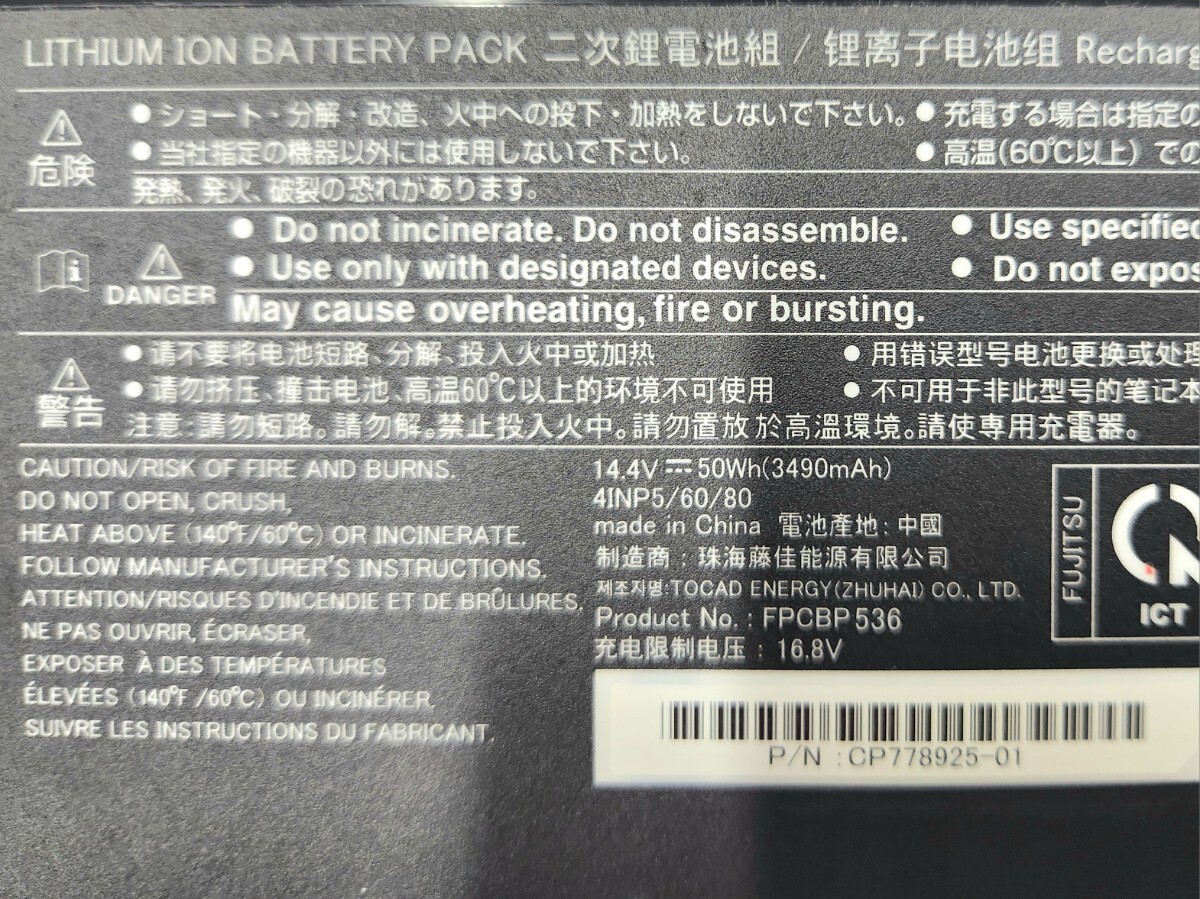 LITHIUM ION BATTERY PACK 二次鋰電池組 / 锂离子电池组 Recharg
危険
● ショート・分解・改造、火中への投下・加熱をしないで下さい。 ● 充電する場合は指定の
● 当社指定の機器以外には使用しないで下さい。 ● 高温(60℃以上) での
発熱、発火、破裂の恐れがあります。
DANGER
● Do not incinerate. Do not disassemble. ● Use specified
● Use only with designated devices. ● Do not expos
May cause overheating, fire or bursting.
警告
● 请不要将电池短路、分解、投入火中或加热 ● 用错误型号电池更换或处理
● 请勿挤压、撞击电池、高温60℃以上的环境不可使用 ● 不可用于非此型号的笔记本
注意:請勿短路。請勿解。禁止投入火中。請勿置放於高溫環境。請使専用充電器。
CAUTION/RISK OF FIRE AND BURNS.
DO NOT OPEN, CRUSH,
HEAT ABOVE (140℉/60℃) OR INCINERATE.
FOLLOW MANUFACTURER'S INSTRUCTIONS.
ATTENTION/RISQUES D'INCENDIE ET DE BRÛLURES.
NE PAS OUVRIR, ÉCRASER,
EXPOSER À DES TEMPÉRATURES
ÉLEVÉES (140℉ /60℃) OU INCINÉRER.
SUIVRE LES INSTRUCTIONS DU FABRICANT.
14.4V ⎓ 50Wh(3490mAh)
4INP5/60/80
made in China 電池產地: 中國
制造商 : 珠海藤佳能源有限公司
제조자명:TOCAD ENERGY(ZHUHAI) CO., LTD.
Product No. : FPCBP536
充电限制电压 : 16.8V
FUJITSU
ICT
P/N :CP778925-01